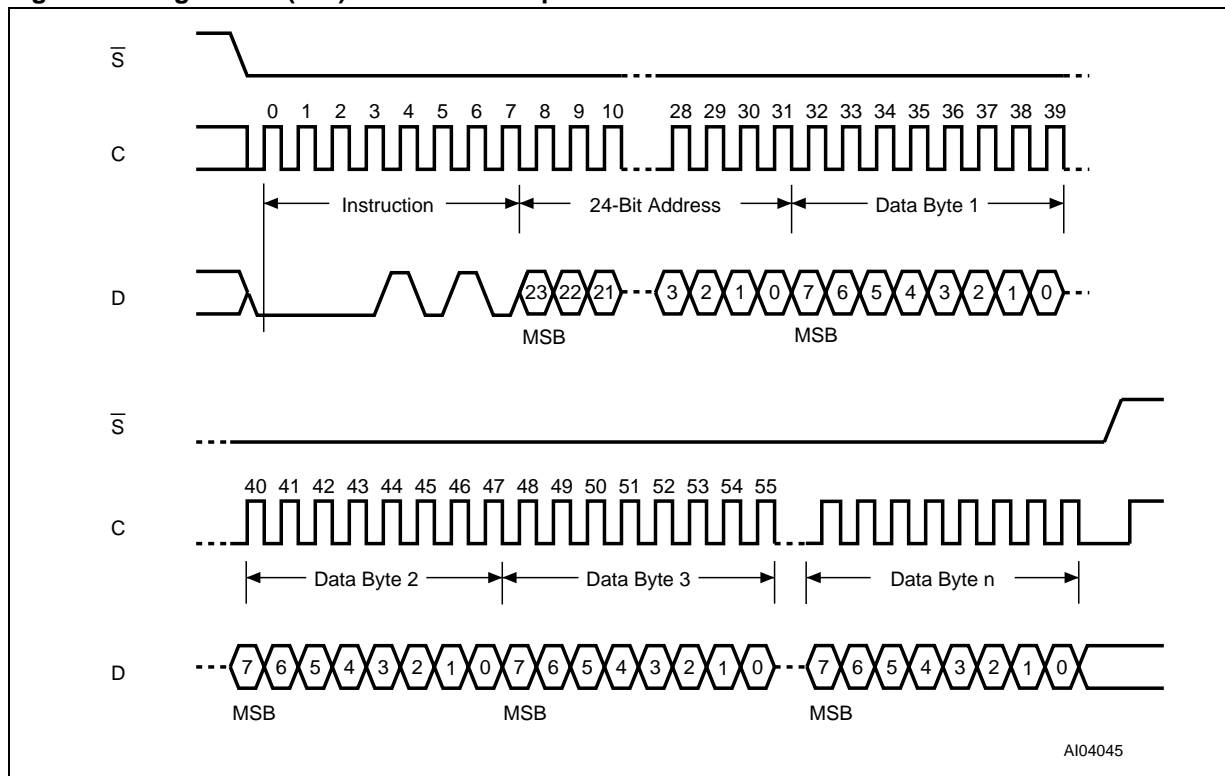 S
0 1 2 3 4 5 6 7 8 9 10 28 29 30 31 32 33 34 35 36 37 38 39
C
Instruction 24-Bit Address Data Byte 1
D
23 22 21 3 2 1 0 7 6 5 4 3 2 1 0
MSB MSB
S
40 41 42 43 44 45 46 47 48 49 50 51 52 53 54 55
C
Data Byte 2 Data Byte 3 Data Byte n
D
7 6 5 4 3 2 1 0 7 6 5 4 3 2 1 0 7 6 5 4 3 2 1 0
MSB MSB MSB
AI04045